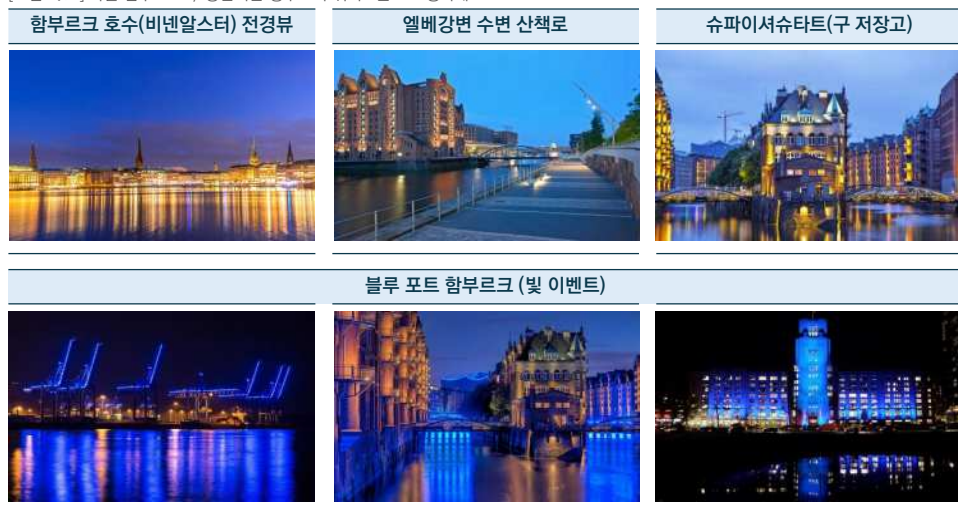 함부르크 호수(비넨알스터) 전경뷰
엘베강변 수변 산책로
슈파이셔슈타트(구 저장고)
블루 포트 함부르크 (빛 이벤트)